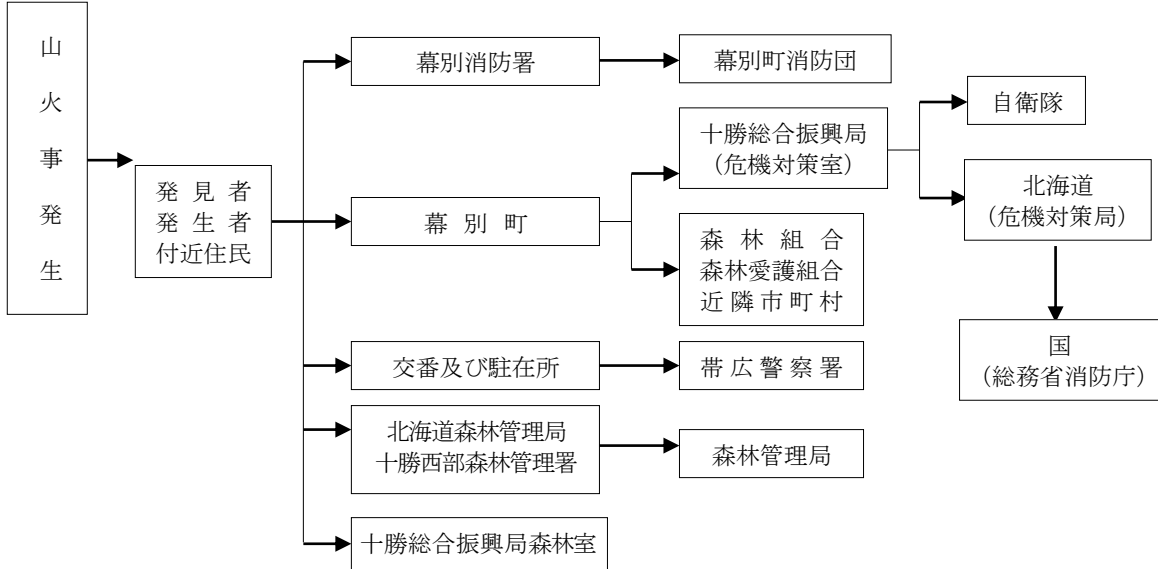 山火事発生
発見者
発生者
付近住民
幕別消防署
幕別町消防団
幕別町
十勝総合振興局
(危機対策室)
自衛隊
北海道
(危機対策局)
国
(総務省消防庁)
森林組合
森林愛護組合
近隣市町村
交番及び駐在所
帯広警察署
北海道森林管理局
十勝西部森林管理署
森林管理局
十勝総合振興局森林室